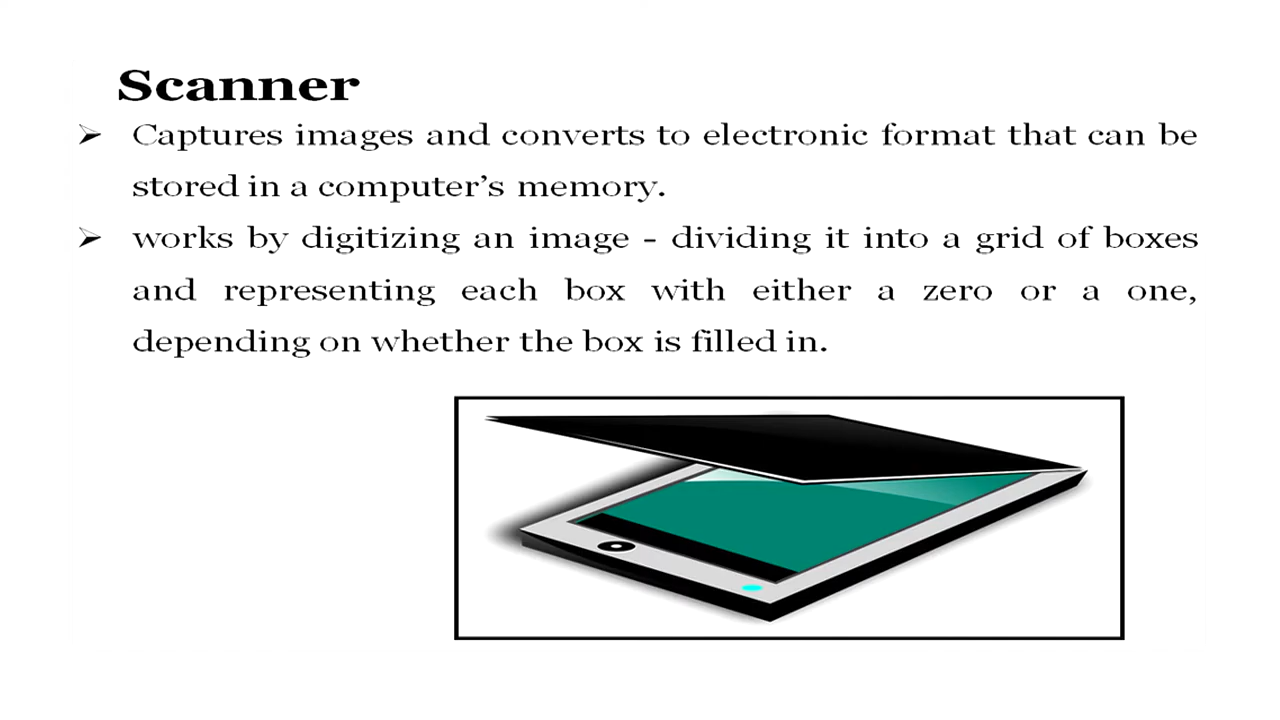 Scanner
➢ Captures images and converts to electronic format that can be
stored in a computer's memory.
➢ works by digitizing an image - dividing it into a grid of boxes
and representing each box with either a zero or a one,
depending on whether the box is filled in.